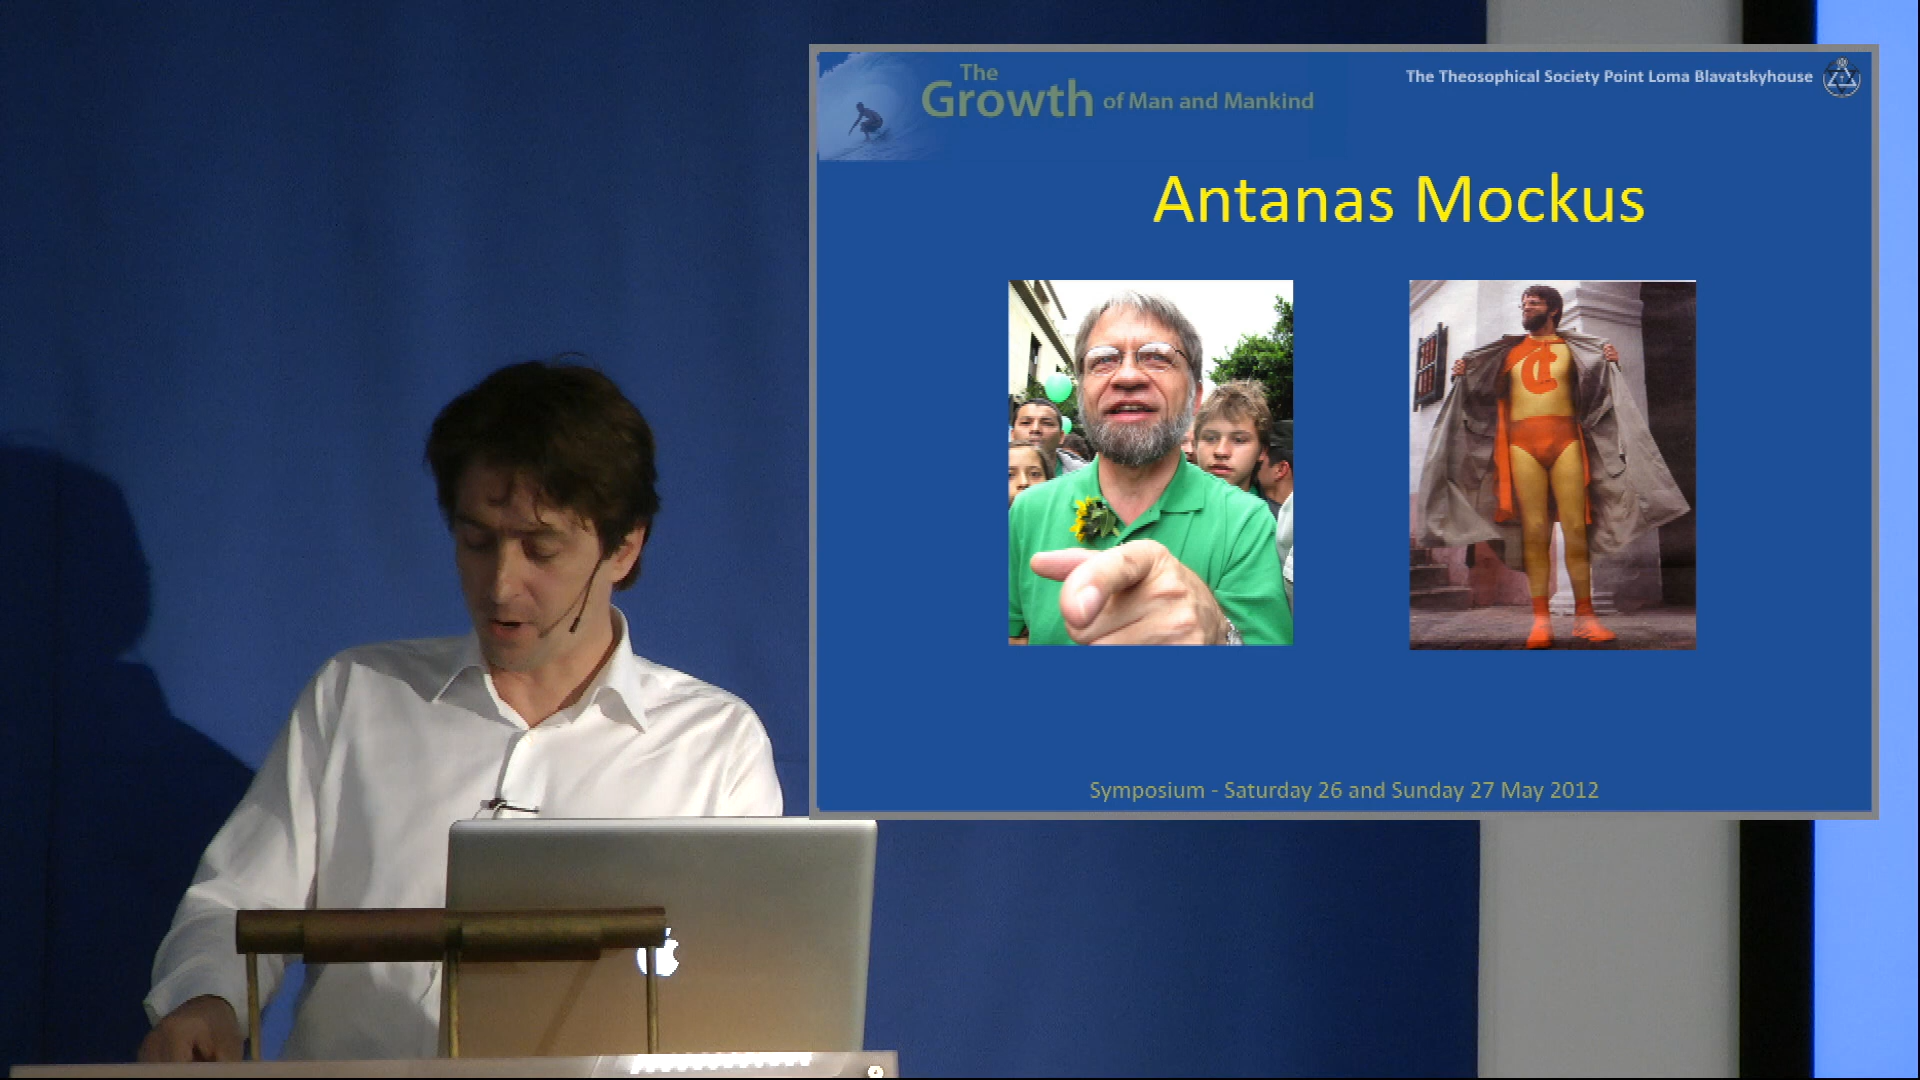 The
Growth of Man and Mankind
The Theosophical Society Point Loma Blavatskyhouse
Antanas Mockus
C
Symposium - Saturday 26 and Sunday 27 May 2012